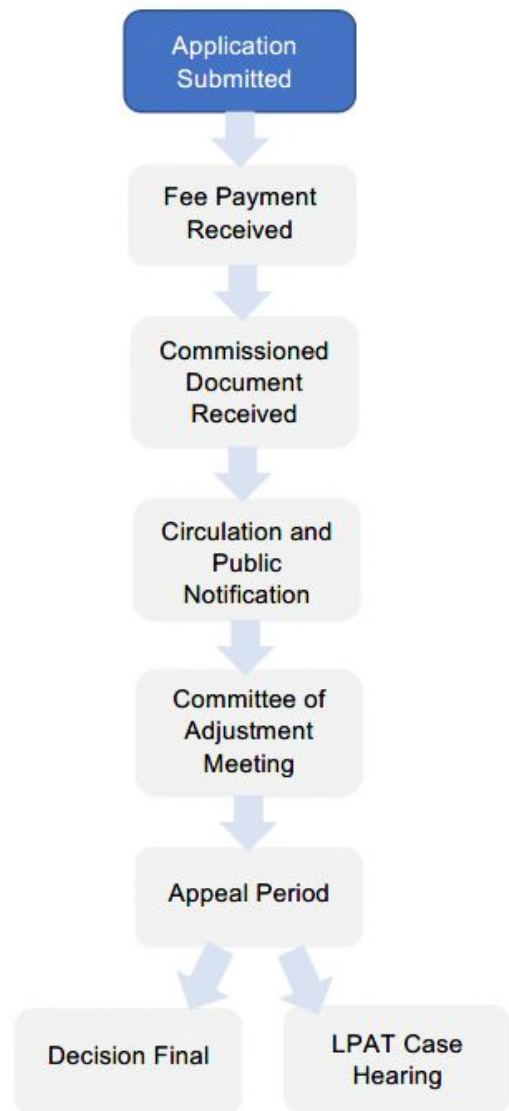 Application
Submitted
Fee Payment
Received
Commissioned
Document
Received
Circulation and
Public
Notification
Committee of
Adjustment
Meeting
Appeal Period
Decision Final
LPAT Case
Hearing